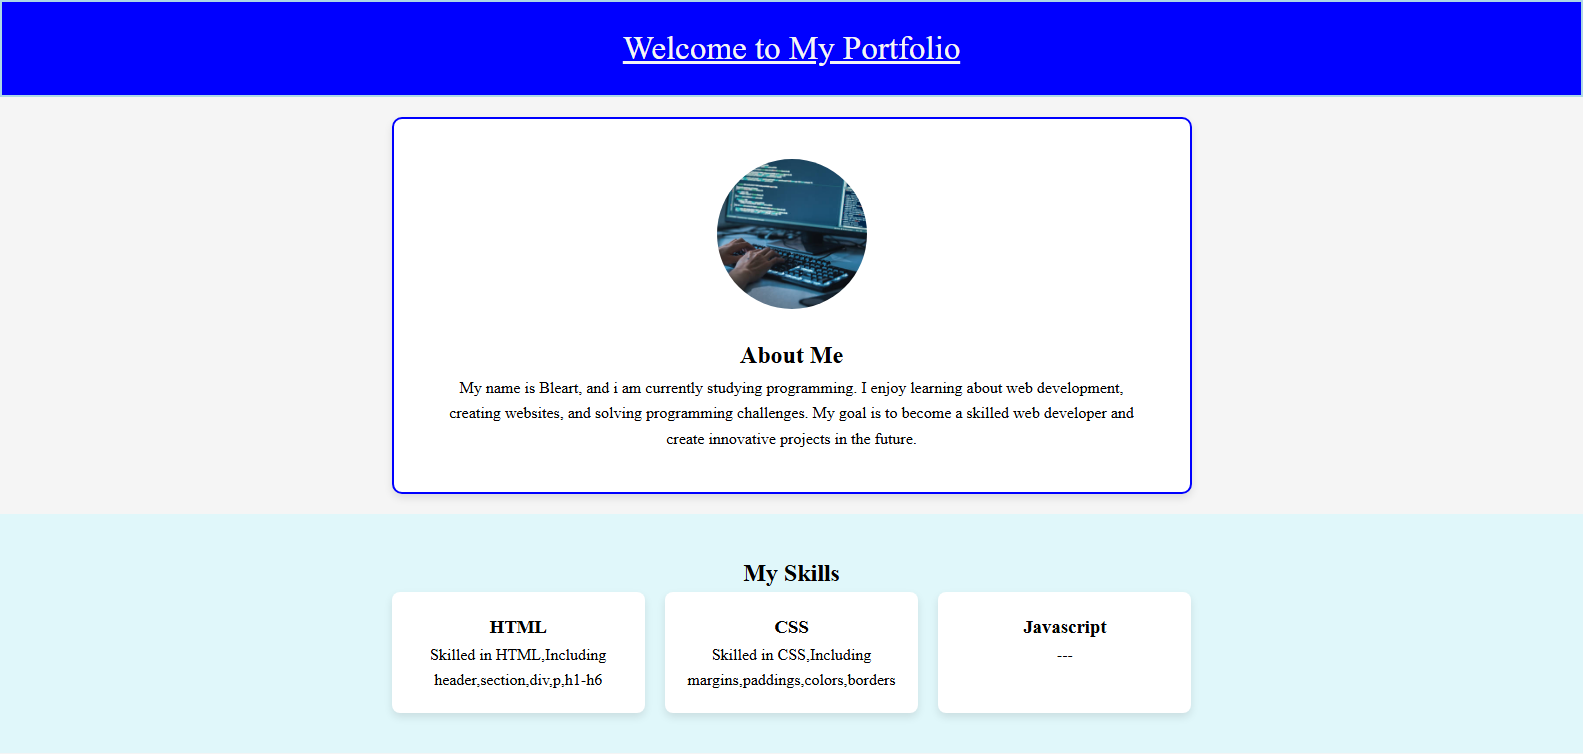 Welcome to My Portfolio
About Me
My name is Bleart, and i am currently studying programming. I enjoy learning about web development,
creating websites, and solving programming challenges. My goal is to become a skilled web developer and
create innovative projects in the future.
My Skills
HTML
Skilled in HTML,Including
header,section,div,p,h1-h6
CSS
Skilled in CSS,Including
margins,paddings,colors,borders
Javascript
---